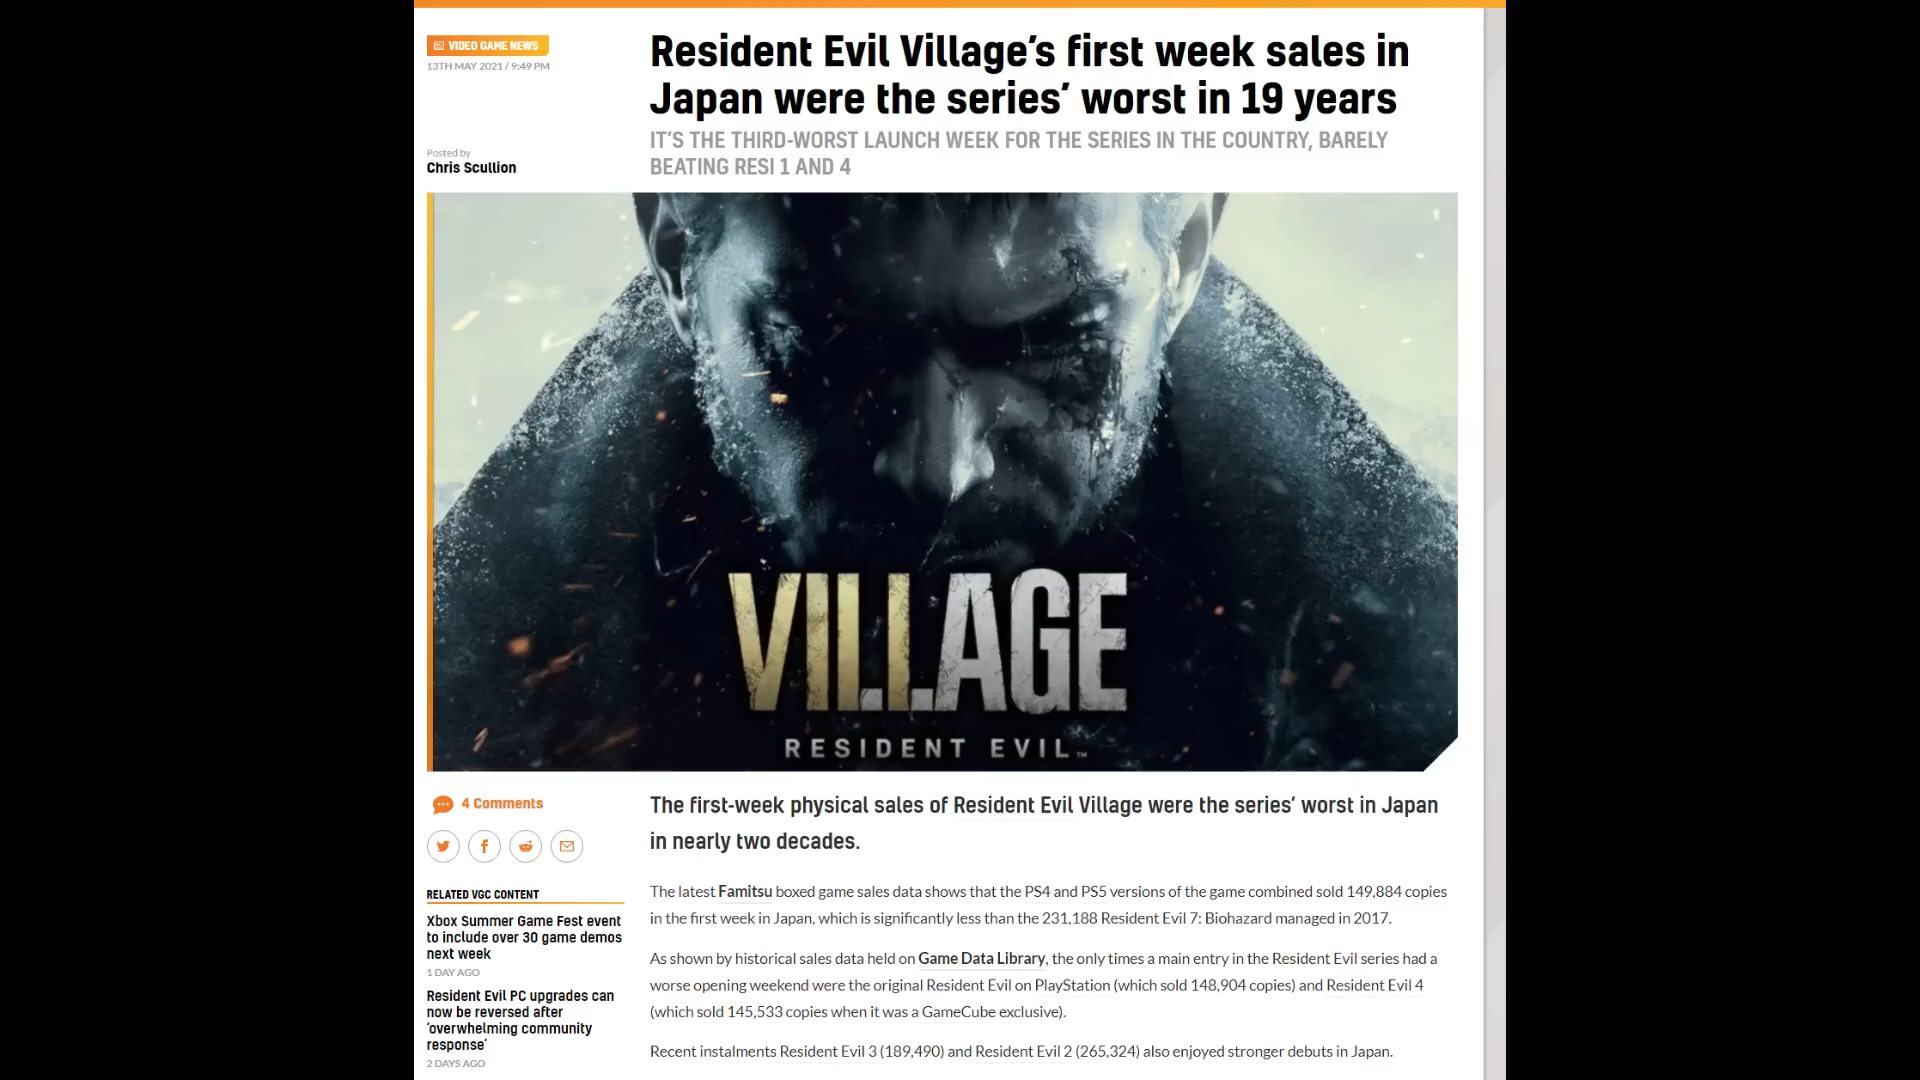 VIDEO GAME NEWS
13TH MAY 2021 / 9:49 PM
Posted by
Chris Scullion
Resident Evil Village’s first week sales in
Japan were the series’ worst in 19 years
IT’S THE THIRD-WORST LAUNCH WEEK FOR THE SERIES IN THE COUNTRY, BARELY
BEATING RESI 1 AND 4
VILLAGE
RESIDENT EVIL™
4 Comments
RELATED VGC CONTENT
Xbox Summer Game Fest event
to include over 30 game demos
next week
1 DAY AGO
Resident Evil PC upgrades can
now be reversed after
‘overwhelming community
response’
2 DAYS AGO
The first-week physical sales of Resident Evil Village were the series’ worst in Japan
in nearly two decades.
The latest Famitsu boxed game sales data shows that the PS4 and PS5 versions of the game combined sold 149,884 copies
in the first week in Japan, which is significantly less than the 231,188 Resident Evil 7: Biohazard managed in 2017.
As shown by historical sales data held on Game Data Library, the only times a main entry in the Resident Evil series had a
worse opening weekend were the original Resident Evil on PlayStation (which sold 148,904 copies) and Resident Evil 4
(which sold 145,533 copies when it was a GameCube exclusive).
Recent instalments Resident Evil 3 (189,490) and Resident Evil 2 (265,324) also enjoyed stronger debuts in Japan.